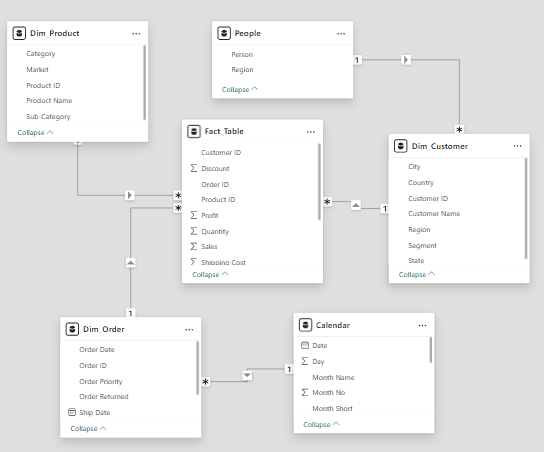 Dim_Product
Category
Market
Product ID
Product Name
Sub-Category
Collapse
1
People
Person
Region
Collapse
1
*
Fact_Table
Customer ID
Discount
Order ID
Product ID
Profit
Quantity
Sales
Shipping Cost
Collapse
*
*
*
1
Dim_Customer
City
Country
Customer ID
Customer Name
Region
Segment
State
Collapse
1
Dim_Order
Order Date
Order ID
Order Priority
Order Returned
Ship Date
Collapse
*
1
Calendar
Date
Day
Month Name
Month No
Month Short
Collapse